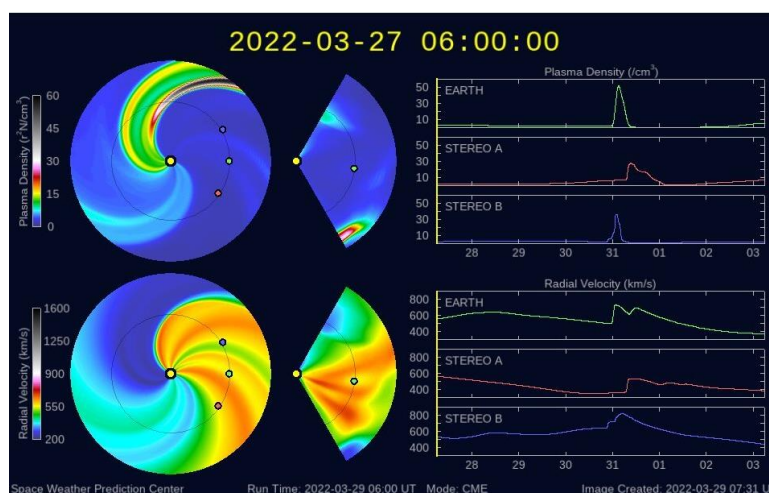 2022-03-27 06:00:00
Plasma Density (r²N/cm³)
60
45
30
15
0
Plasma Density (/cm³)
EARTH
50
30
10
STEREO A
50
30
10
STEREO B
50
30
10
28 29 30 31 01 02 03
Radial Velocity (km/s)
1600
1250
900
550
200
Radial Velocity (km/s)
EARTH
800
600
400
STEREO A
800
600
400
STEREO B
800
600
400
28 29 30 31 01 02 03
Space Weather Prediction Center Run Time: 2022-03-29 06:00 UT Mode: CME Image Created: 2022-03-29 07:31 U